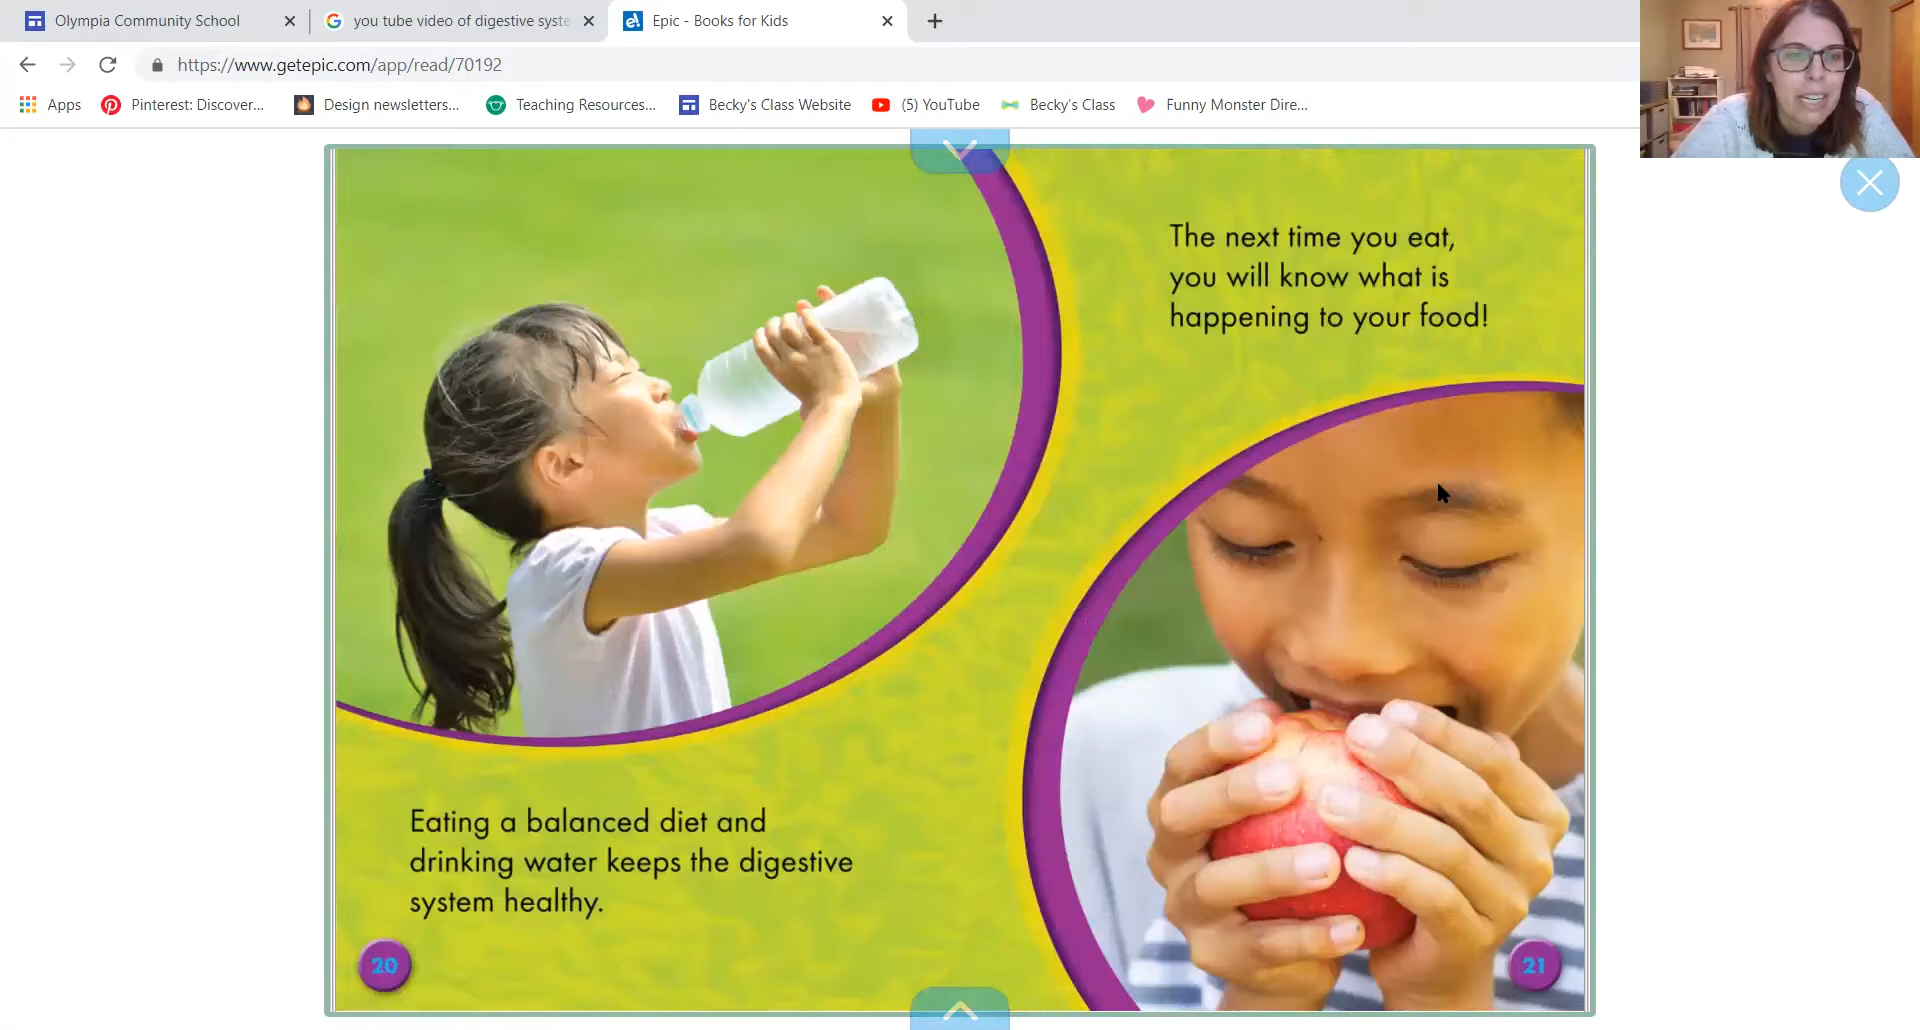 Olympia Community School
you tube video of digestive syste
Epic - Books for Kids
https://www.getepic.com/app/read/70192
Apps
Pinterest: Discover...
Design newsletters...
Teaching Resources...
Becky's Class Website
(5) YouTube
Becky's Class
Funny Monster Dire...
The next time you eat,
you will know what is
happening to your food!
Eating a balanced diet and
drinking water keeps the digestive
system healthy.
20
21